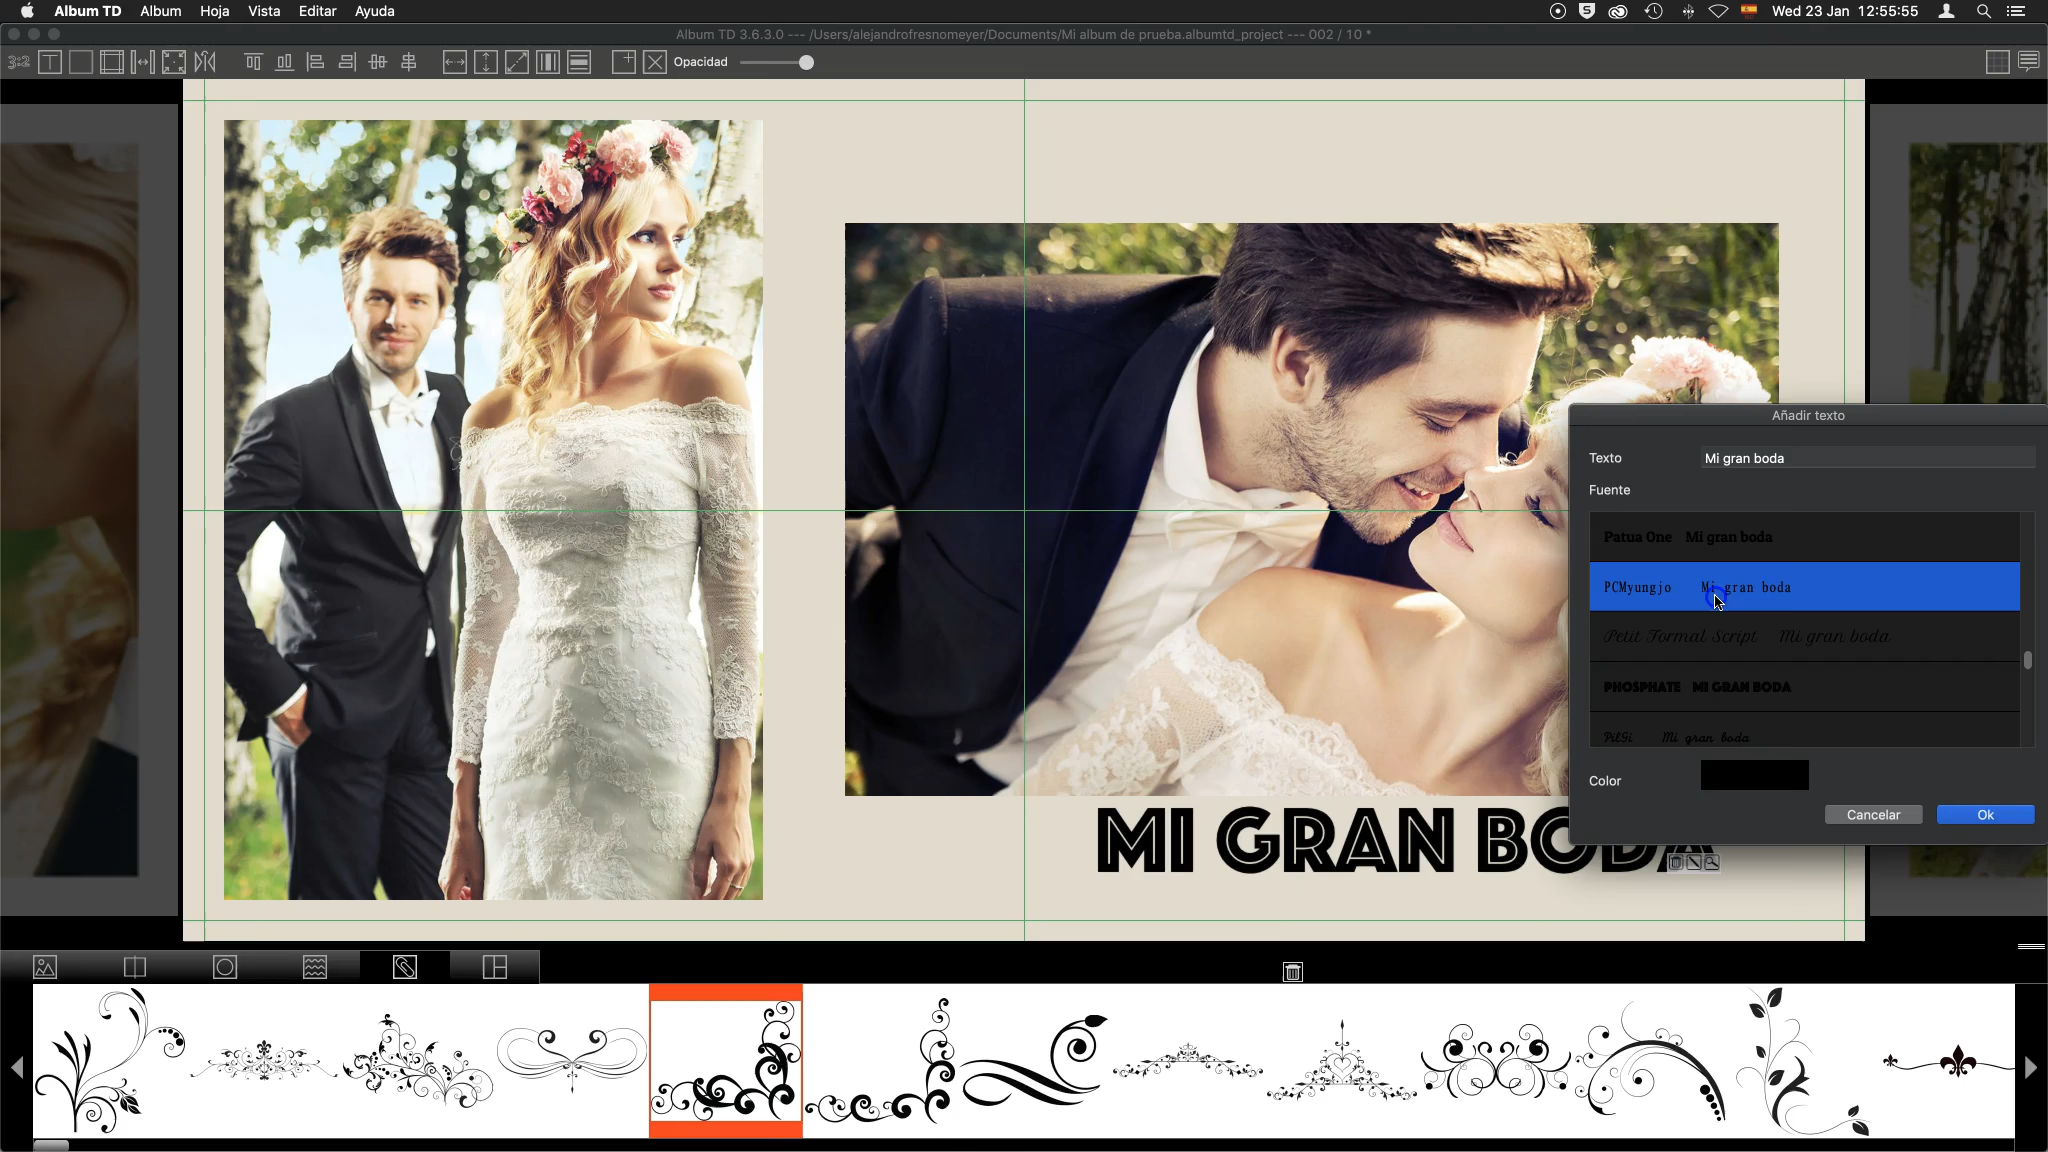 Album TD Album Hoja Vista Editar Ayuda Wed 23 Jan 12:55:55
Album TD 3.6.3.0 --- /Users/alejandrofresnomeyer/Documents/Mi album de prueba.albumtd_project --- 002 / 10 *
3:2 Opacidad
Añadir texto
Texto Mi gran boda
Fuente
Patua One Mi gran boda
PCMyungjo Mi gran boda
Petit Formal Script Mi gran boda
PHOSPHATE MI GRAN BODA
PilGi Mi gran boda
Color
Cancelar Ok
MI GRAN BODA